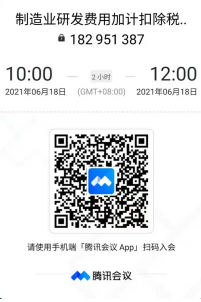 制造业研发费用加计扣除税..
182 951 387
10:00
2小时
12:00
2021年06月18日
(GMT+08:00)
2021年06月18日
请使用手机端「腾讯会议 App」扫码入会
腾讯会议